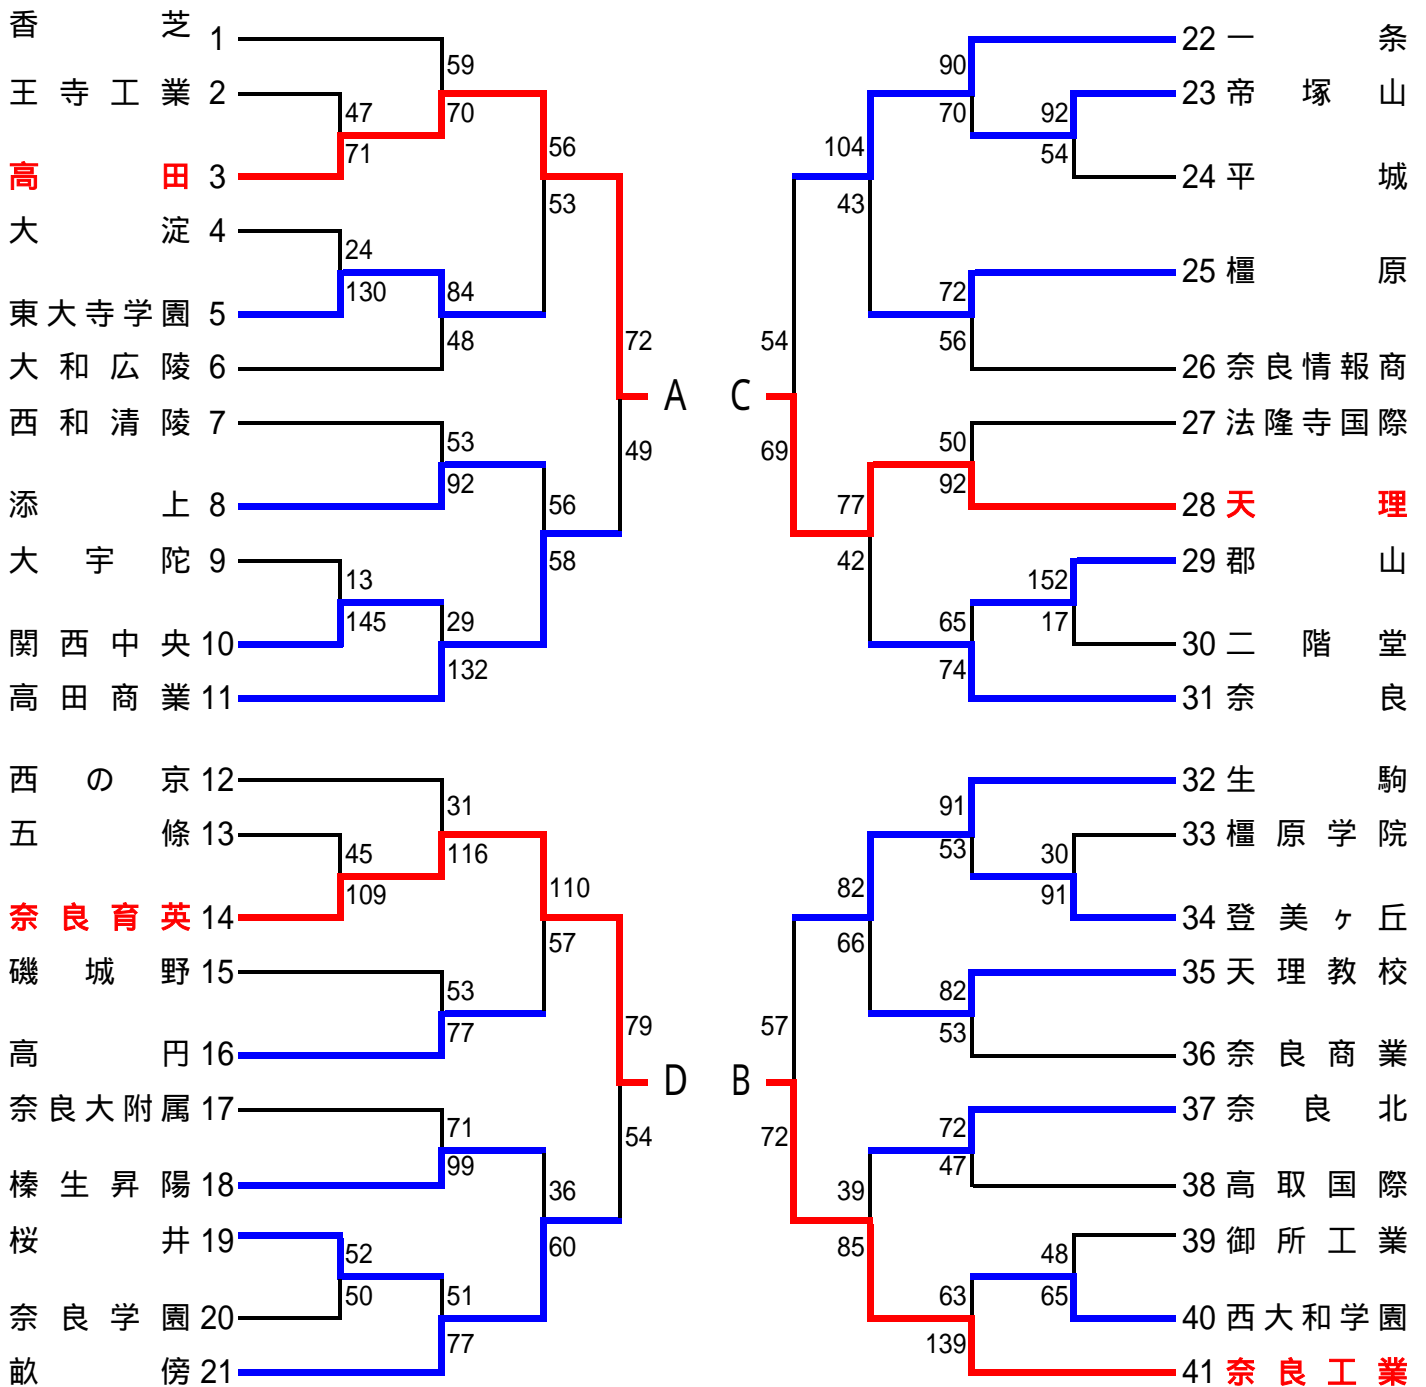 香芝 1
59
王寺工業 2
47
70
71
56
高田 3
53
大淀 4
24
130
84
東大寺学園 5
48
72
大和広陵 6
A
西和清陵 7
53
49
92
添上 8
56
大宇陀 9
58
13
145
29
関西中央 10
132
高田商業 11
西の京 12
31
五條 13
45
116
109
110
奈良育英 14
57
磯城野 15
53
77
79
高円 16
D
奈良大附属 17
71
54
99
榛生昇陽 18
36
桜井 19
60
52
50
51
奈良学園 20
77
畝傍 21
22 一条
90
23 帝塚山
92
70
54
104
24 平城
43
25 橿原
72
56
54
26 奈良情報商
C
27 法隆寺国際
50
69
92
77
28 天理
42
29 郡山
152
17
65
30 二階堂
74
31 奈良
32 生駒
91
33 橿原学院
53
30
91
82
34 登美ヶ丘
66
35 天理教校
82
53
57
36 奈良商業
B
37 奈良北
72
72
47
38 高取国際
39
39 御所工業
85
48
65
63
40 西大和学園
139
41 奈良工業